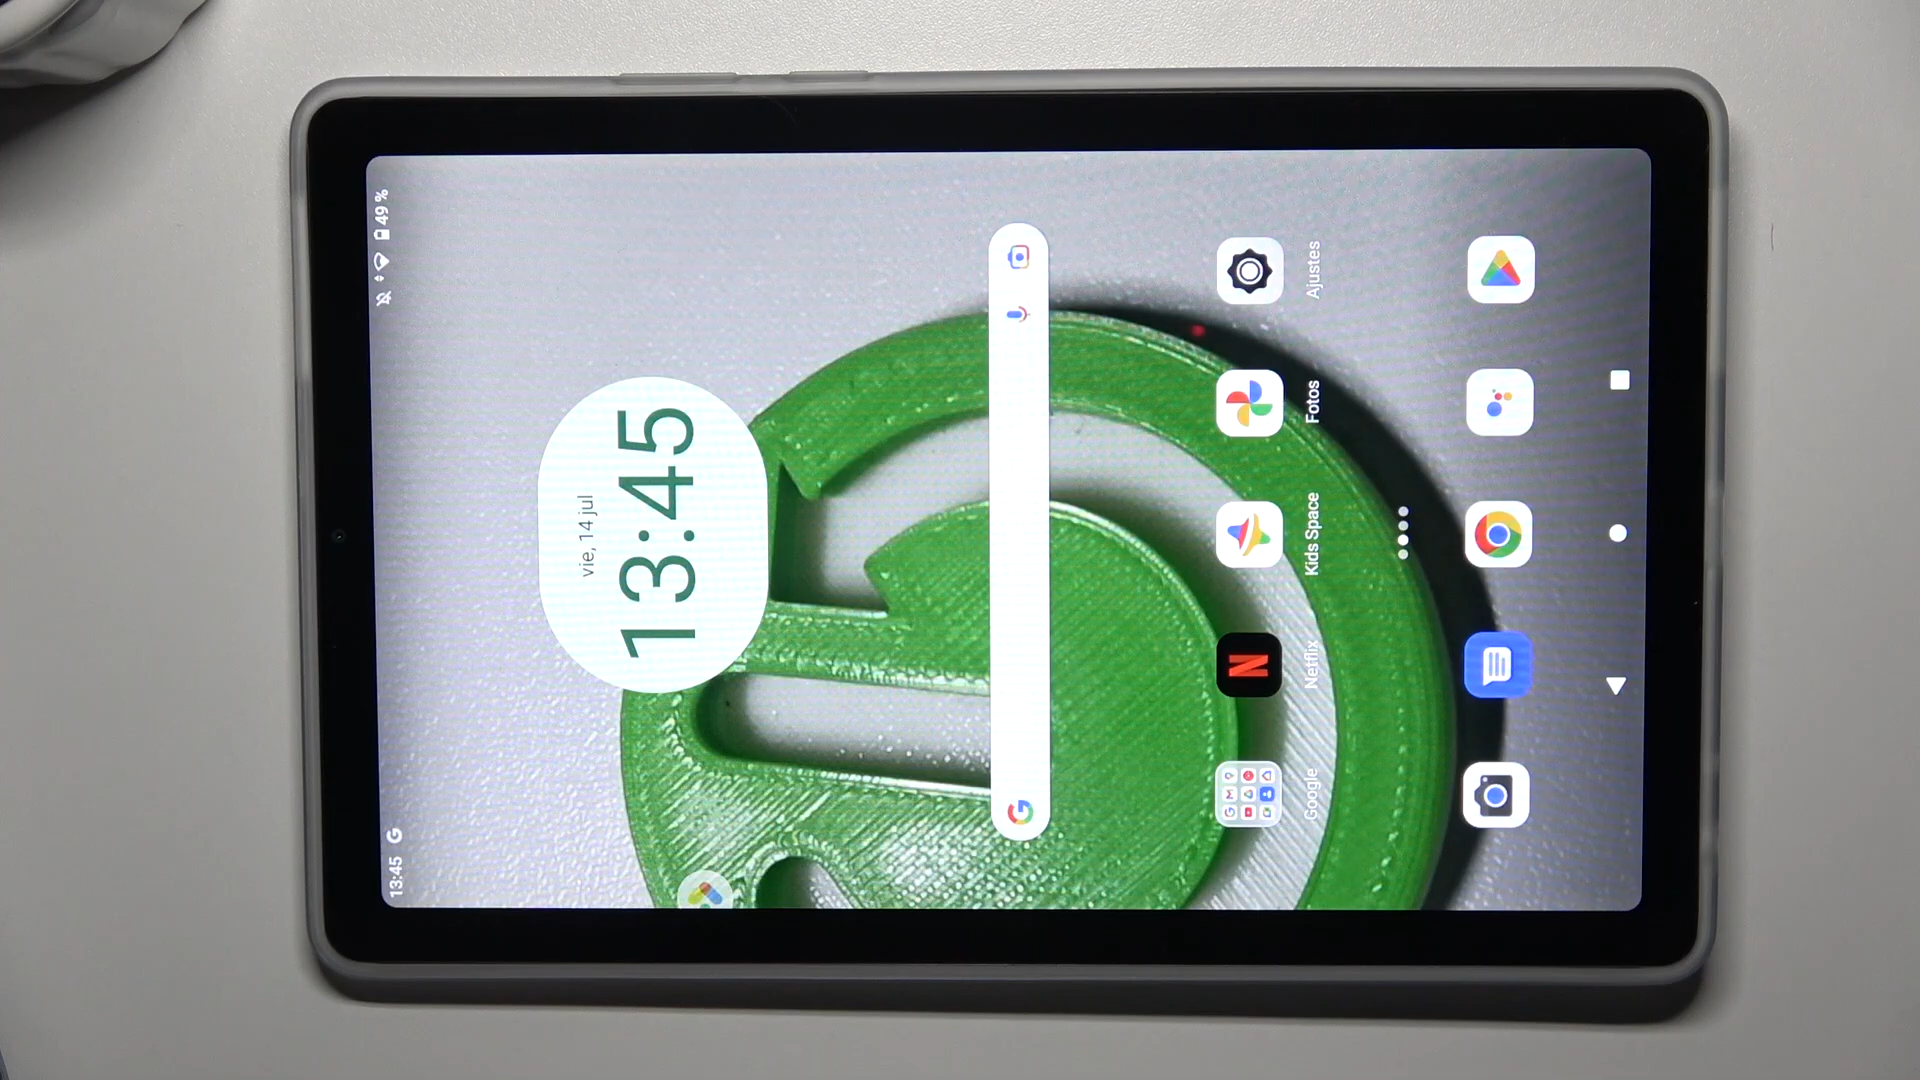 13:45
49 %
vie, 14 jul
13:45
Google
Netflix
Kids Space
Fotos
Ajustes